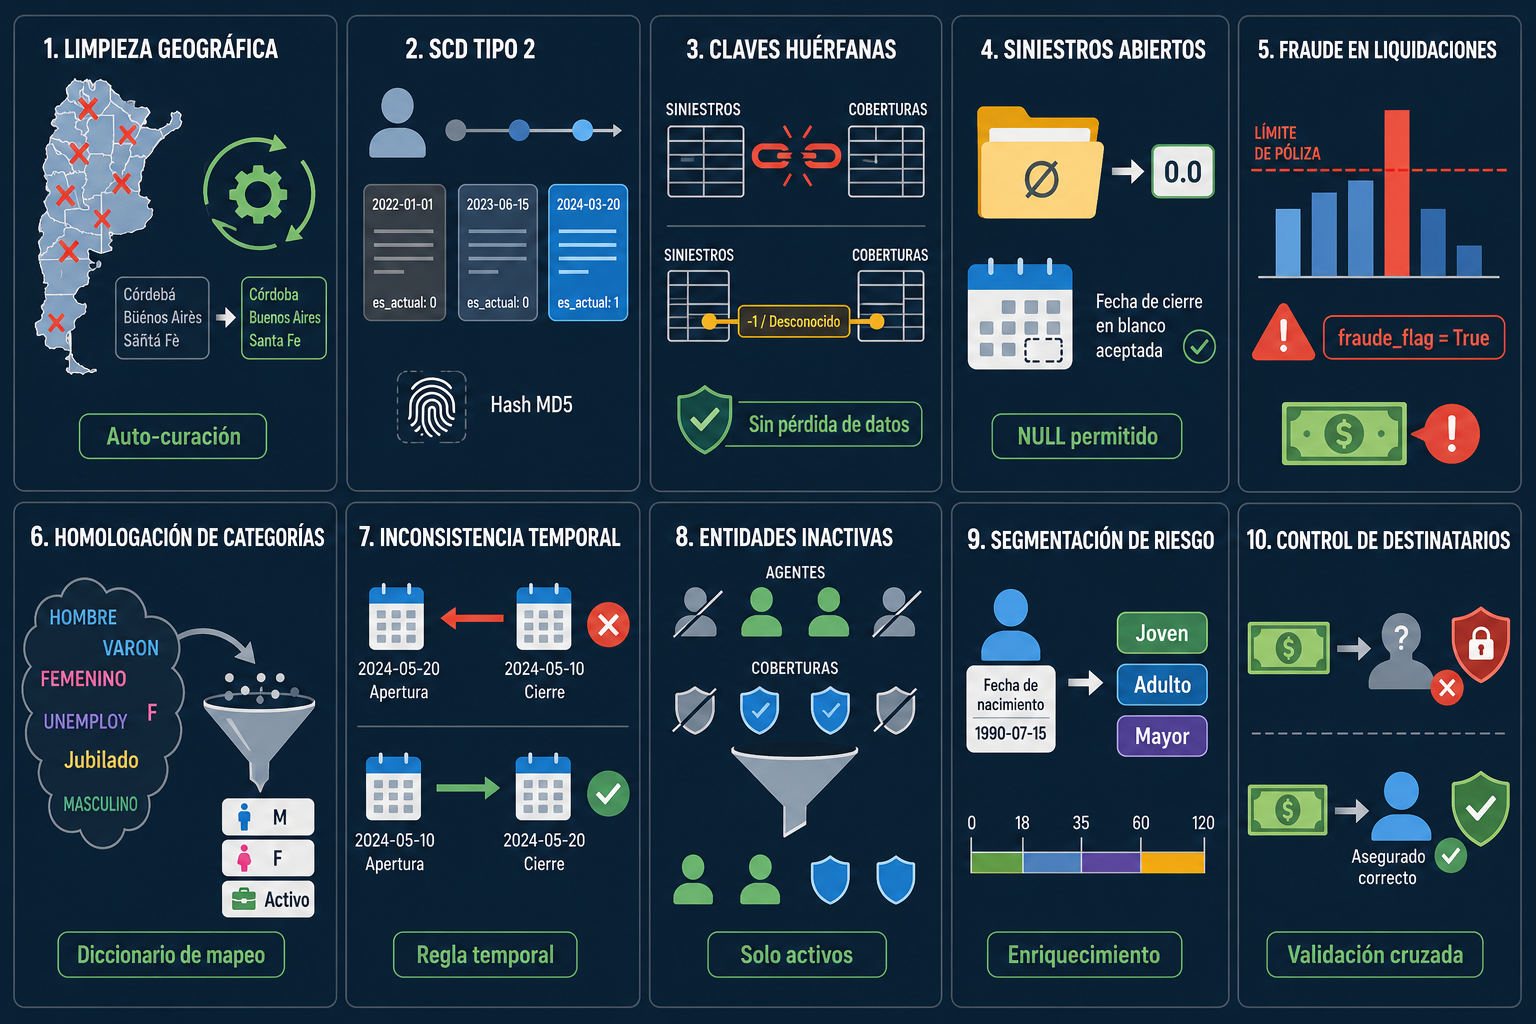 1. LIMPIEZA GEOGRÁFICA
Córdobá
Büénos Airès
Säñtá Fè
Córdoba
Buenos Aires
Santa Fe
Auto-curación
2. SCD TIPO 2
2022-01-01
es_actual: 0
2023-06-15
es_actual: 0
2024-03-20
es_actual: 1
Hash MD5
3. CLAVES HUÉRFANAS
SINIESTROS
COBERTURAS
SINIESTROS
COBERTURAS
-1 / Desconocido
Sin pérdida de datos
4. SINIESTROS ABIERTOS
Ø
0.0
Fecha de cierre
en blanco
aceptada
NULL permitido
5. FRAUDE EN LIQUIDACIONES
LÍMITE
DE PÓLIZA
fraude_flag = True
$
6. HOMOLOGACIÓN DE CATEGORÍAS
HOMBRE
VARON
FEMENINO
UNEMPLOY
F
Jubilado
MASCULINO
M
F
Activo
Diccionario de mapeo
7. INCONSISTENCIA TEMPORAL
2024-05-20
Apertura
2024-05-10
Cierre
2024-05-10
Apertura
2024-05-20
Cierre
Regla temporal
8. ENTIDADES INACTIVAS
AGENTES
COBERTURAS
Solo activos
9. SEGMENTACIÓN DE RIESGO
Fecha de
nacimiento
1990-07-15
Joven
Adulto
Mayor
0 18 35 60 120
Enriquecimiento
10. CONTROL DE DESTINATARIOS
$
?
$
Asegurado
correcto
Validación cruzada